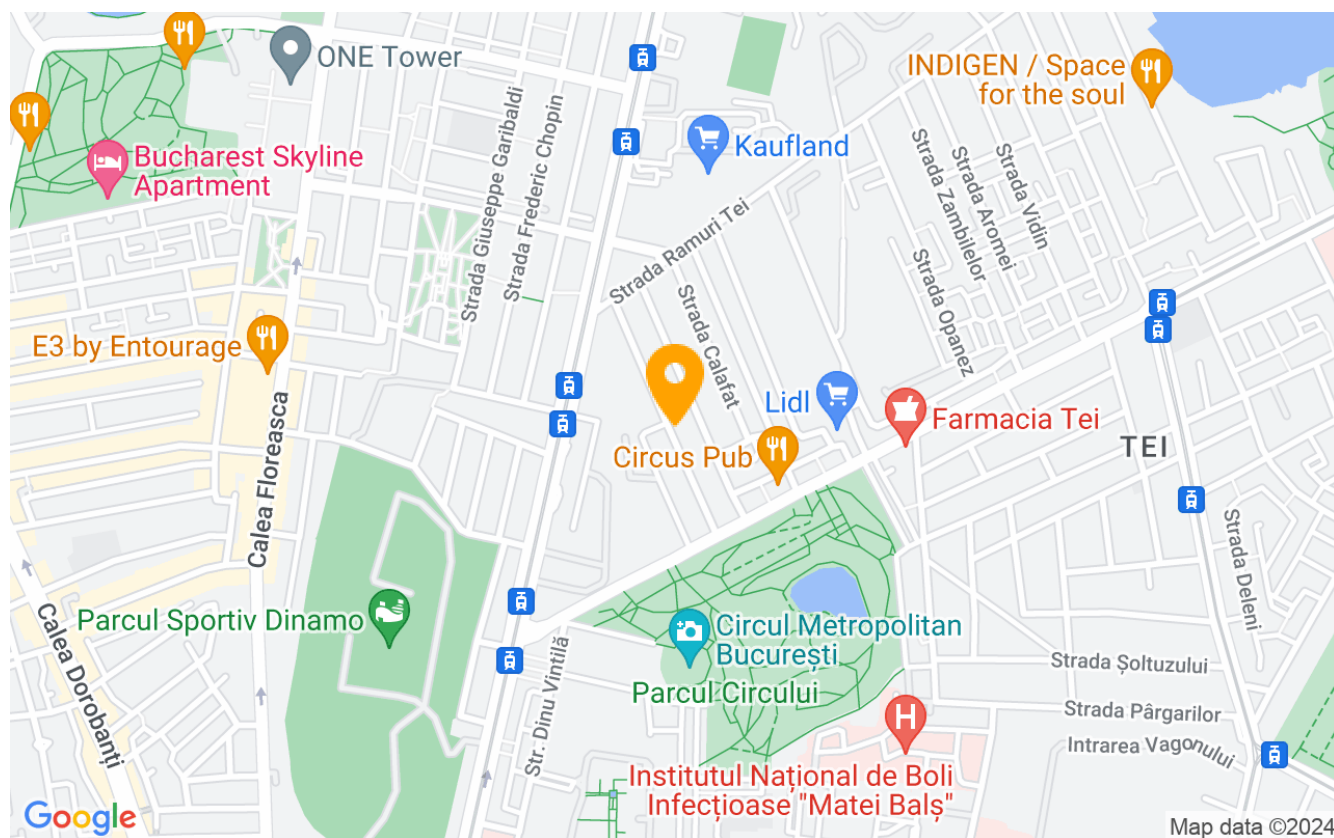 ONE Tower
INDIGEN / Space
for the soul
Kaufland
Bucharest Skyline
Apartment
Strada Giuseppe Garibaldi
Strada Frederic Chopin
Strada Ramuri Tei
Strada Zambilelor
Strada Aromei
Strada Vidin
Strada Opanez
Strada Calafat
E3 by Entourage
Lidl
Farmacia Tei
Circus Pub
TEI
Calea Floreasca
Strada Deleni
Parcul Sportiv Dinamo
Circul Metropolitan
București
Parcul Circului
Calea Dorobanți
Str. Dinu Vintilă
Strada Șoltuzului
Strada Pârgarilor
Intrarea Vagonului
H
Institutul Național de Boli
Infecțioase "Matei Balș"
Google
Map data ©2024